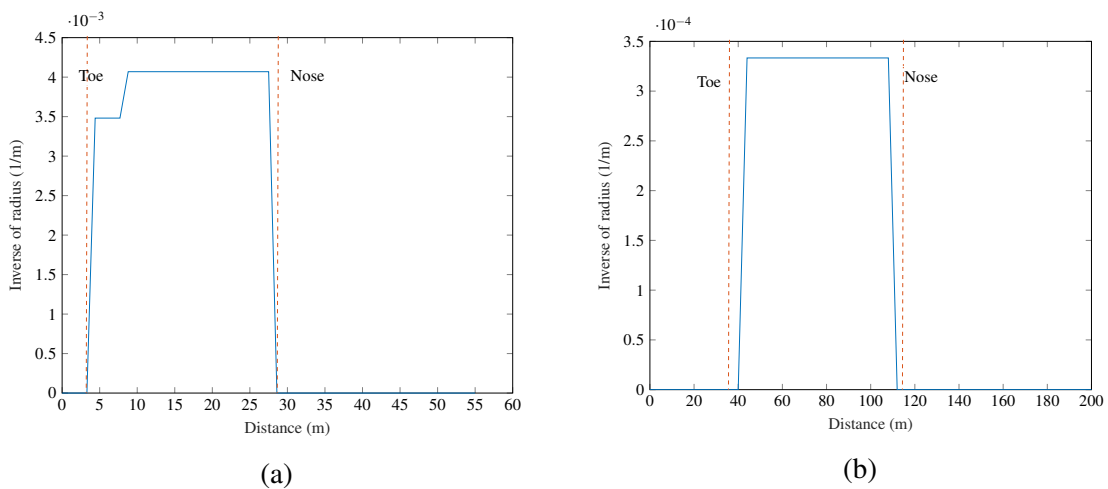 ·10−3
4.5
4
3.5
3
2.5
2
1.5
1
0.5
0
0 5 10 15 20 25 30 35 40 45 50 55 60
Inverse of radius (1/m)
Distance (m)
Toe
Nose
(a)
·10−4
3.5
3
2.5
2
1.5
1
0.5
0
0 20 40 60 80 100 120 140 160 180 200
Inverse of radius (1/m)
Distance (m)
Toe
Nose
(b)